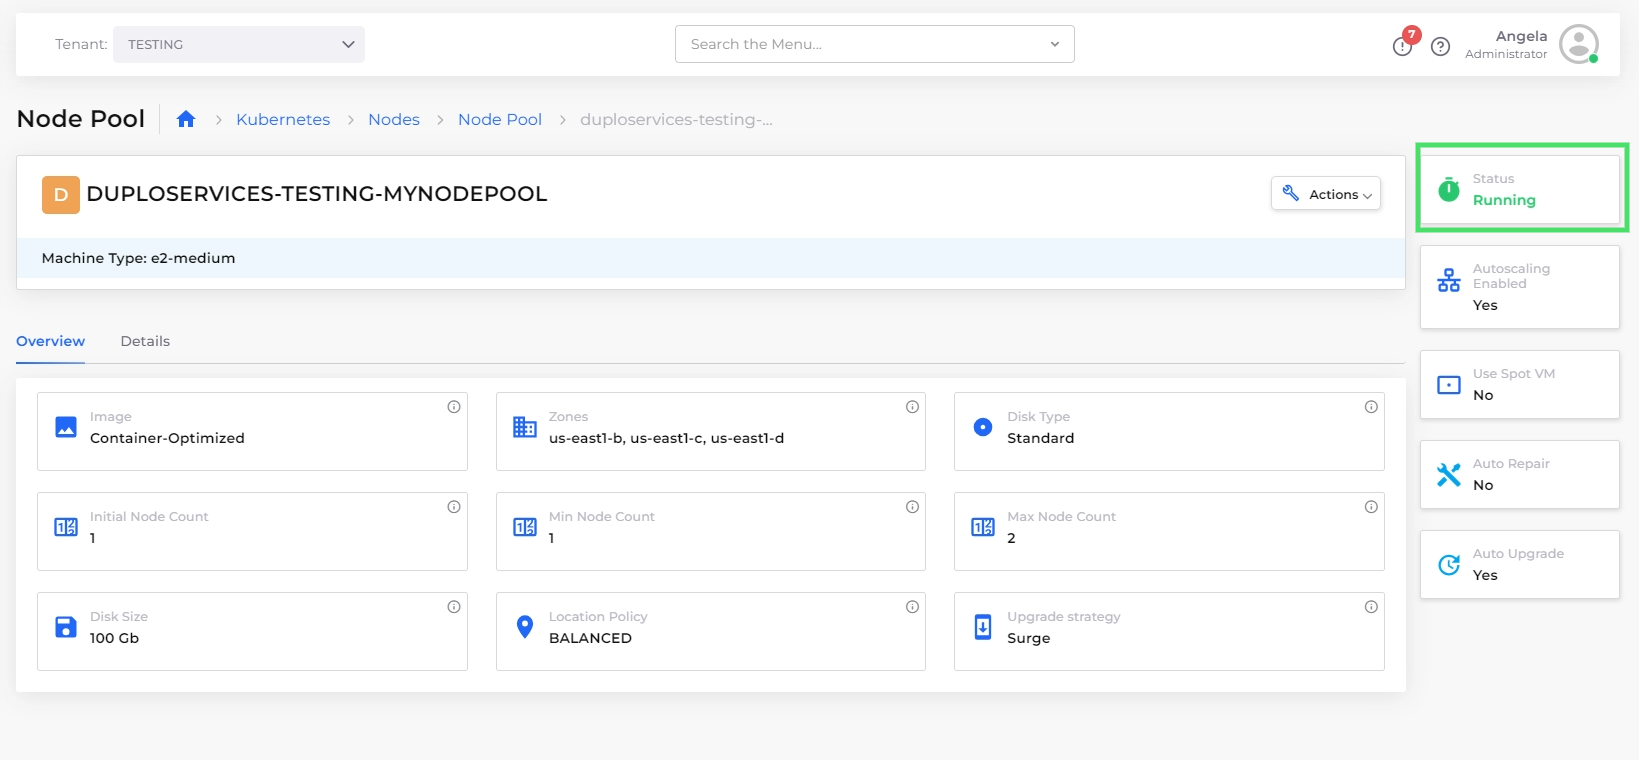 Tenant: TESTING
Search the Menu...
7
Angela
Administrator
Node Pool
Kubernetes > Nodes > Node Pool > duploservices-testing-...
D DUPLOSERVICES-TESTING-MYNODEPOOL
Actions
Machine Type: e2-medium
Overview Details
Image
Container-Optimized
Zones
us-east1-b, us-east1-c, us-east1-d
Disk Type
Standard
Initial Node Count
1
Min Node Count
1
Max Node Count
2
Disk Size
100 Gb
Location Policy
BALANCED
Upgrade strategy
Surge
Status
Running
Autoscaling
Enabled
Yes
Use Spot VM
No
Auto Repair
No
Auto Upgrade
Yes